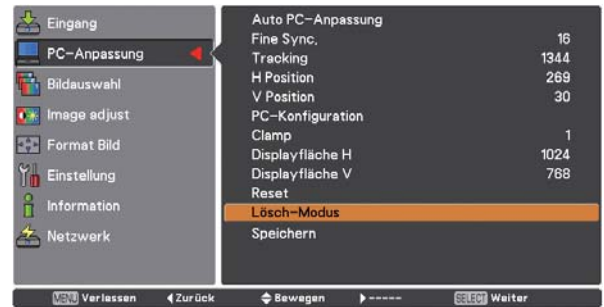 Eingang
PC-Anpassung
Bildauswahl
Image adjust
Format Bild
Einstellung
Information
Netzwerk
Auto PC-Anpassung
Fine Sync. 16
Tracking 1344
H Position 269
V Position 30
PC-Konfiguration
Clamp 1
Displayfläche H 1024
Displayfläche V 768
Reset
Lösch-Modus
Speichern
MENU Verlassen Zurück Bewegen ----- SELECT Weiter